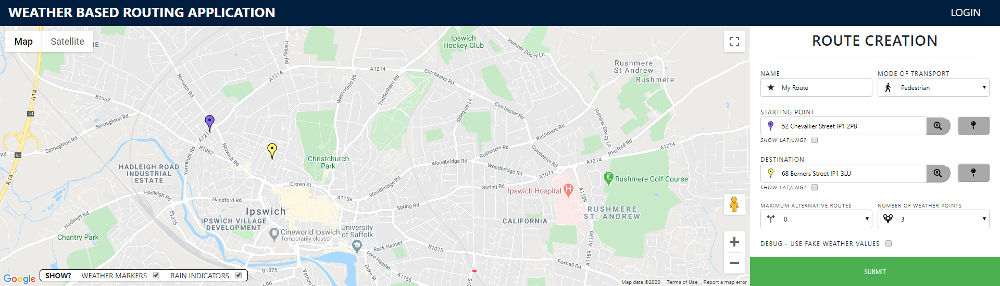 WEATHER BASED ROUTING APPLICATION
LOGIN
Map
Satellite
Ipswich
Hockey Club
Henley Rd
Humber Doucy Ln
Rushmere
St Andrew
Rushmere
A1214
Colchester Rd
A1214
Norwich Rd
Westerfield Rd
Tuddenham Rd
A14
B1067
54
Sproughton Rd
Sidegate Ln
Colchester Rd
Humber Doucy Ln
A1214
Rushmere Rd
Playford Rd
A1214
Sproughton Rd
54
Rd
B1067
Norwich Rd
Yarmouth Rd
Christchurch
Park
Rushmere Rd
Colchester Rd
A1214
Woodbridge Rd
Woodbridge Rd
A1071
HADLEIGH ROAD
INDUSTRIAL
ESTATE
A14
Crown St
Woodbridge Rd
Spring Rd
Rushmere Golf Course
Ipswich Hospital
A1189
Hadleigh Rd
Handford Rd
A1156
Spring Rd
Ipswich
RUSHMERE
ST. ANDREW
Hadleigh Rd
B1075
IPSWICH VILLAGE
DEVELOPMENT
CALIFORNIA
University
of Suffolk
Cineworld Ipswich
Temporarily closed
Chantry Park
Back Hamlet
B1075
A1189
A1189
Fore Hamlet
Foxhall Rd
Duke St
A1156
B1075
Vernon
Google
SHOW?
WEATHER MARKERS
RAIN INDICATORS
Map data ©2020
Terms of Use
Report a map error
ROUTE CREATION
NAME
MODE OF TRANSPORT
My Route
Pedestrian
STARTING POINT
52 Chevallier Street IP1 2PB
SHOW LAT/LNG?
DESTINATION
68 Berners Street IP1 3LU
SHOW LAT/LNG?
MAXIMUM ALTERNATIVE ROUTES
NUMBER OF WEATHER POINTS
0
3
DEBUG - USE FAKE WEATHER VALUES
SUBMIT